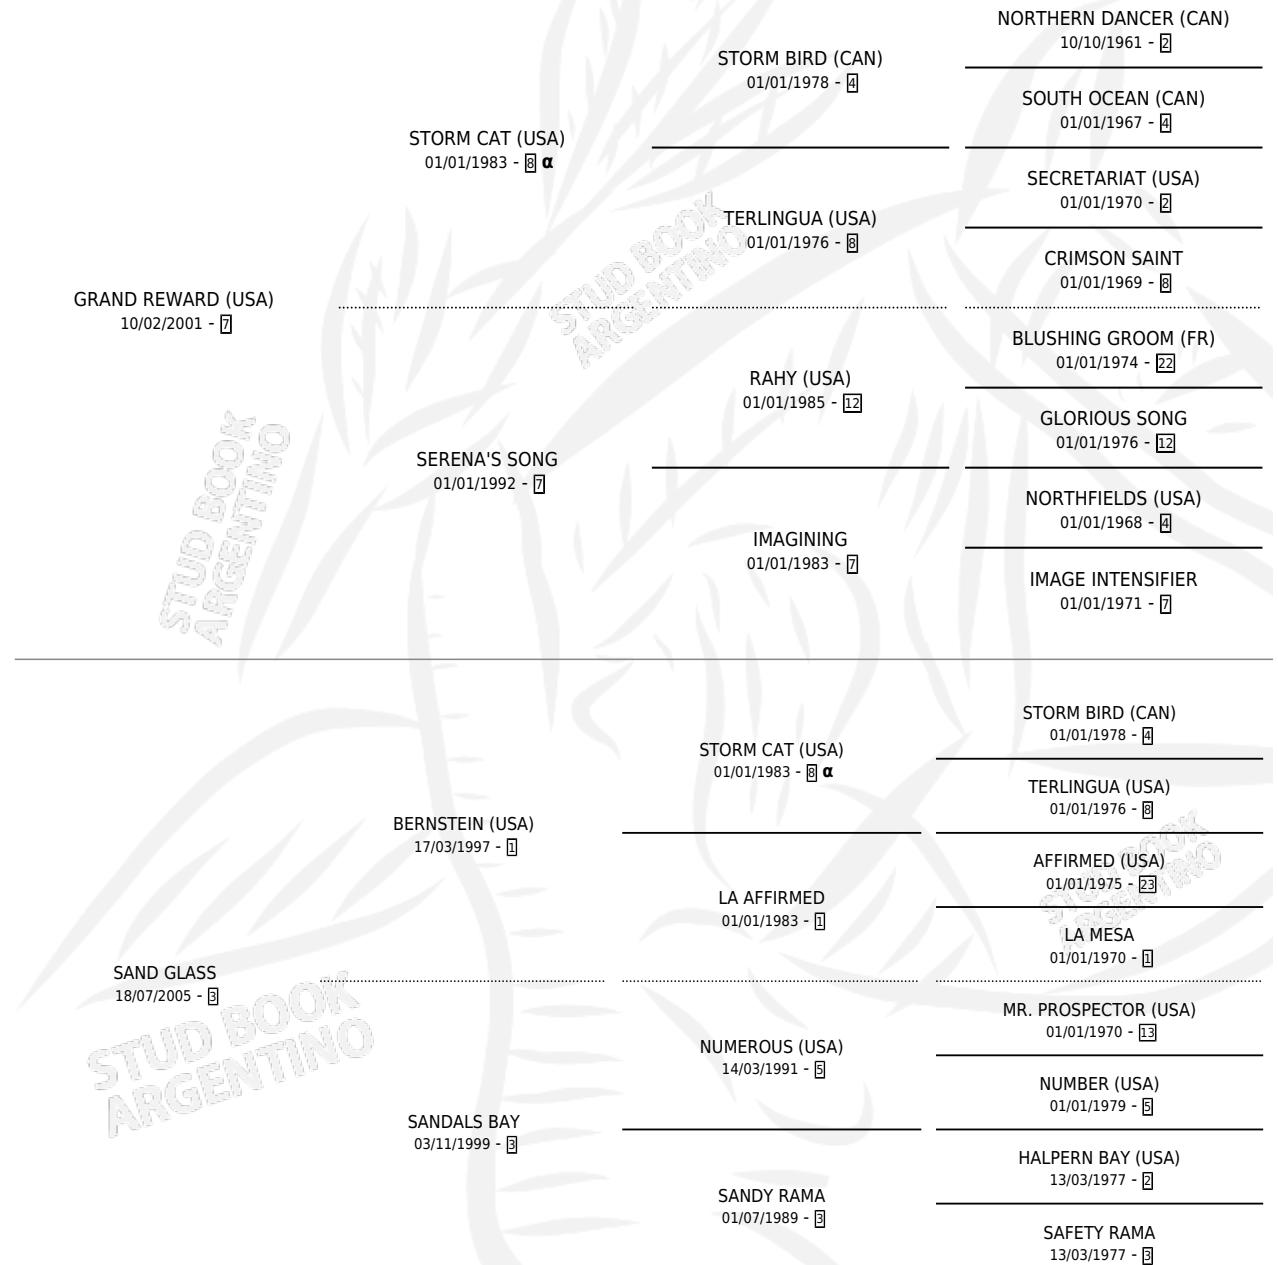 NORTHERN DANCER (CAN)
10/10/1961 - 2
STORM BIRD (CAN)
01/01/1978 - 4
SOUTH OCEAN (CAN)
01/01/1967 - 4
STORM CAT (USA)
01/01/1983 - 8 α
SECRETARIAT (USA)
01/01/1970 - 2
TERLINGUA (USA)
01/01/1976 - 8
CRIMSON SAINT
01/01/1969 - 8
GRAND REWARD (USA)
10/02/2001 - 7
BLUSHING GROOM (FR)
01/01/1974 - 22
RAHY (USA)
01/01/1985 - 12
GLORIOUS SONG
01/01/1976 - 12
SERENA'S SONG
01/01/1992 - 7
NORTHFIELDS (USA)
01/01/1968 - 4
IMAGINING
01/01/1983 - 7
IMAGE INTENSIFIER
01/01/1971 - 7
STUD BOOK
ARGENTINO
STUD BOOK
ARGENTINO
STORM BIRD (CAN)
01/01/1978 - 4
STORM CAT (USA)
01/01/1983 - 8 α
TERLINGUA (USA)
01/01/1976 - 8
BERNSTEIN (USA)
17/03/1997 - 1
AFFIRMED (USA)
01/01/1975 - 23
LA AFFIRMED
01/01/1983 - 1
LA MESA
01/01/1970 - 1
SAND GLASS
18/07/2005 - 3
MR. PROSPECTOR (USA)
01/01/1970 - 13
NUMEROUS (USA)
14/03/1991 - 5
NUMBER (USA)
01/01/1979 - 5
SANDALS BAY
03/11/1999 - 3
HALPERN BAY (USA)
13/03/1977 - 2
SANDY RAMA
01/07/1989 - 3
SAFETY RAMA
13/03/1977 - 3
STUD BOOK
ARGENTINO
STUD BOOK
ARGENTINO